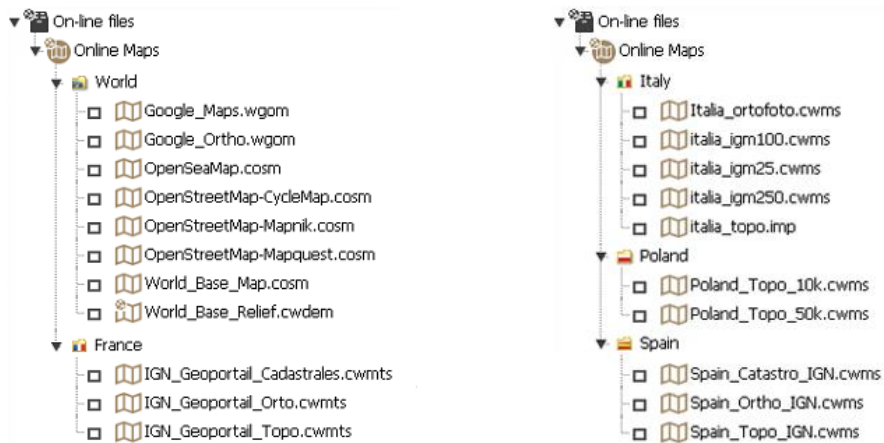 On-line files
Online Maps
World
Google_Maps.wgom
Google_Ortho.wgom
OpenSeaMap.cosm
OpenStreetMap-CycleMap.cosm
OpenStreetMap-Mapnik.cosm
OpenStreetMap-Mapquest.cosm
World_Base_Map.cosm
World_Base_Relief.cwdem
France
IGN_Geoportail_Cadastrales.cwmts
IGN_Geoportail_Orto.cwmts
IGN_Geoportail_Topo.cwmts
On-line files
Online Maps
Italy
Italia_ortofoto.cwms
italia_igm100.cwms
italia_igm25.cwms
italia_igm250.cwms
italia_topo.imp
Poland
Poland_Topo_10k.cwms
Poland_Topo_50k.cwms
Spain
Spain_Catastro_IGN.cwms
Spain_Ortho_IGN.cwms
Spain_Topo_IGN.cwms